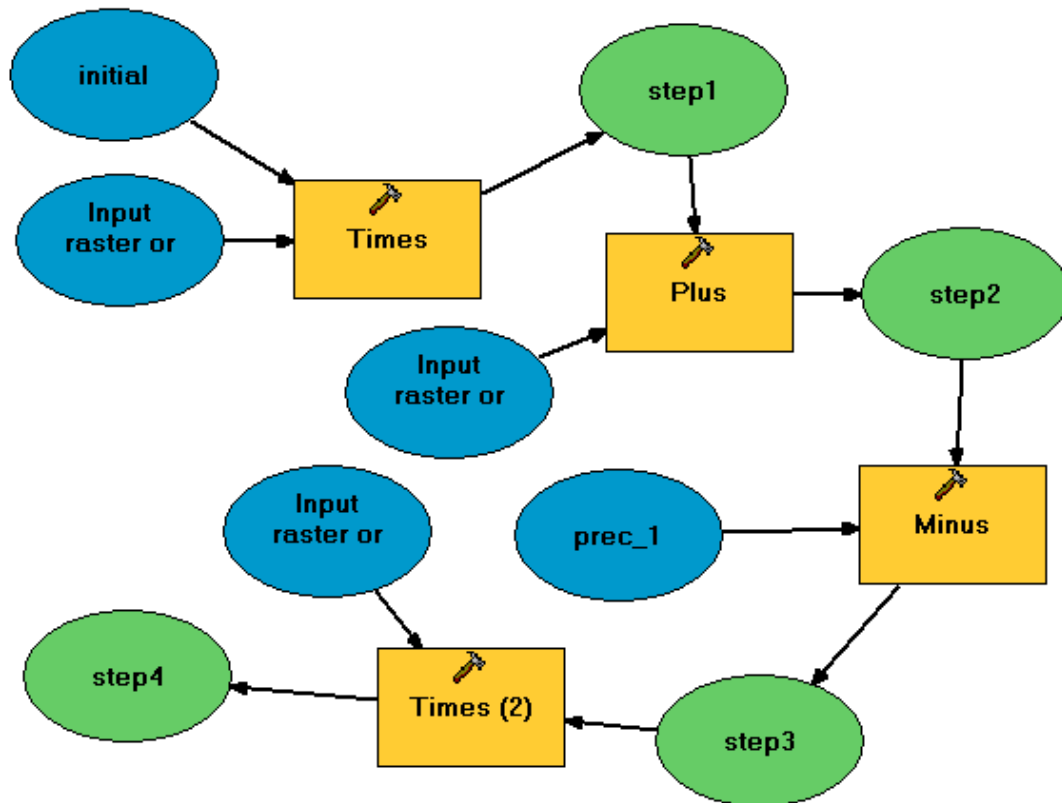 initial
step1
Input
raster or
Times
Plus
step2
Input
raster or
Input
raster or
prec_1
Minus
step4
Times (2)
step3